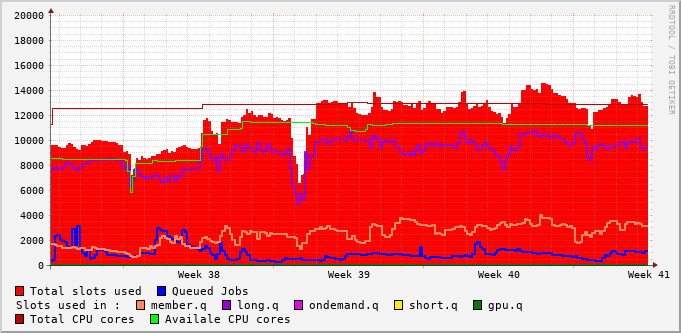 20000
18000
16000
14000
12000
10000
8000
6000
4000
2000
0
Week 38 Week 39 Week 40 Week 41
RRDTOOL / TOBI OETIKER
Total slots used Queued Jobs
Slots used in : member.q long.q ondemand.q short.q gpu.q
Total CPU cores Availale CPU cores